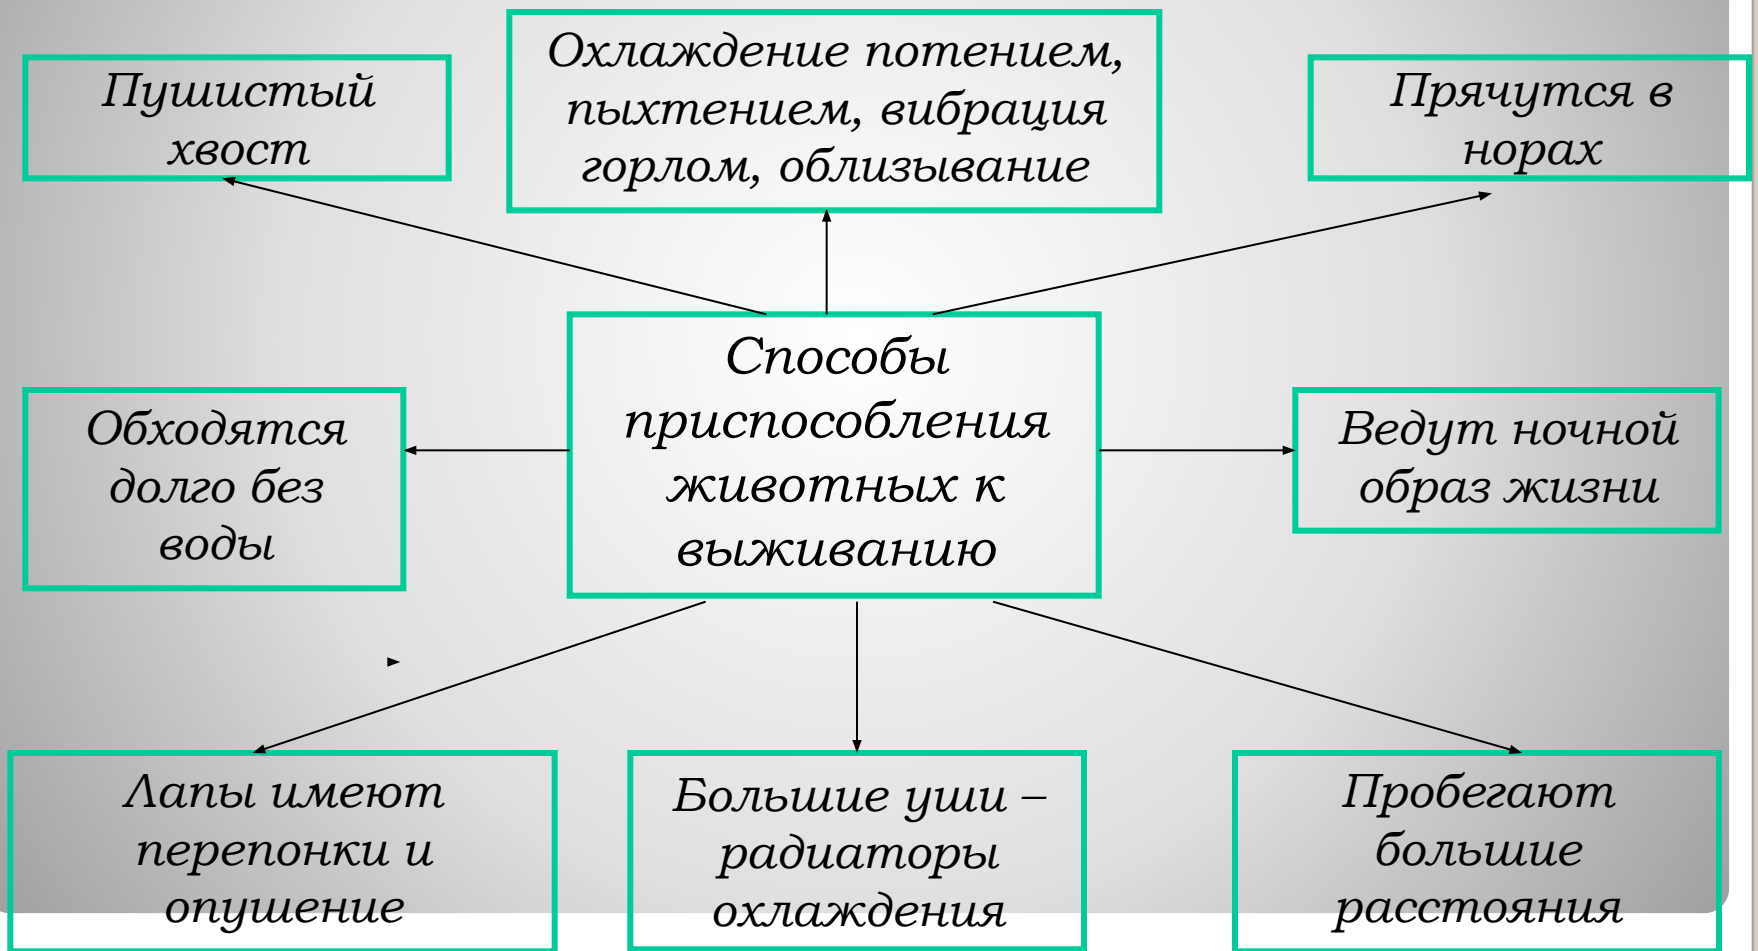 Пушистый
хвост
Охлаждение потением,
пыхтением, вибрация
горлом, облизывание
Прячутся в
норах
Способы
приспособления
животных к
выживанию
Обходятся
долго без
воды
Ведут ночной
образ жизни
Лапы имеют
перепонки и
опушение
Большие уши –
радиаторы
охлаждения
Пробегают
большие
расстояния